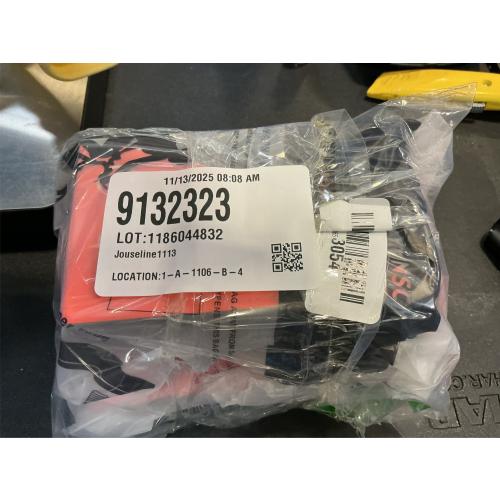 11/13/2025 08:08 AM
9132323
LOT:1186044832
Jouseline1113
LOCATION:1-A-1106-B-4
3054